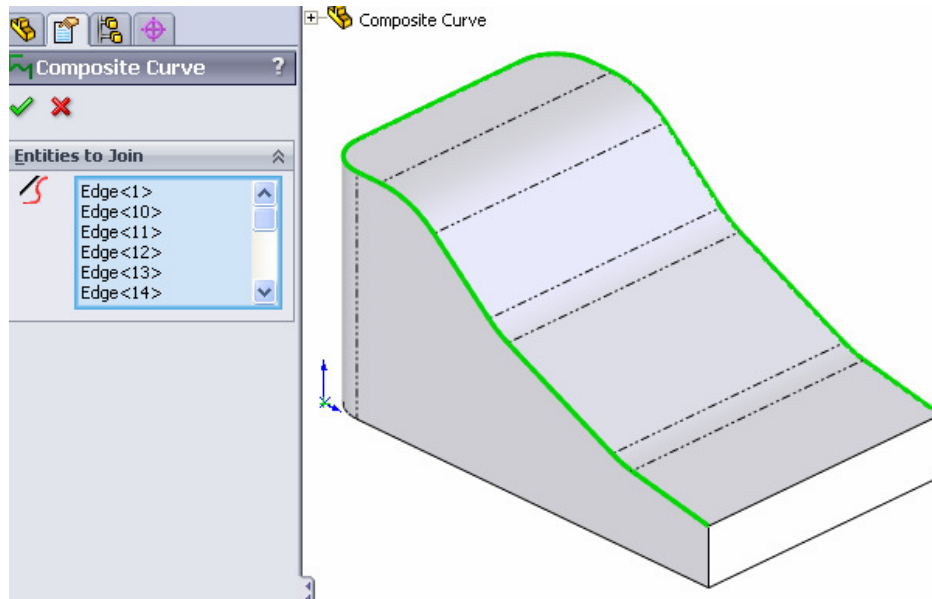 Composite Curve
Composite Curve ?
Entities to Join
Edge<1>
Edge<10>
Edge<11>
Edge<12>
Edge<13>
Edge<14>